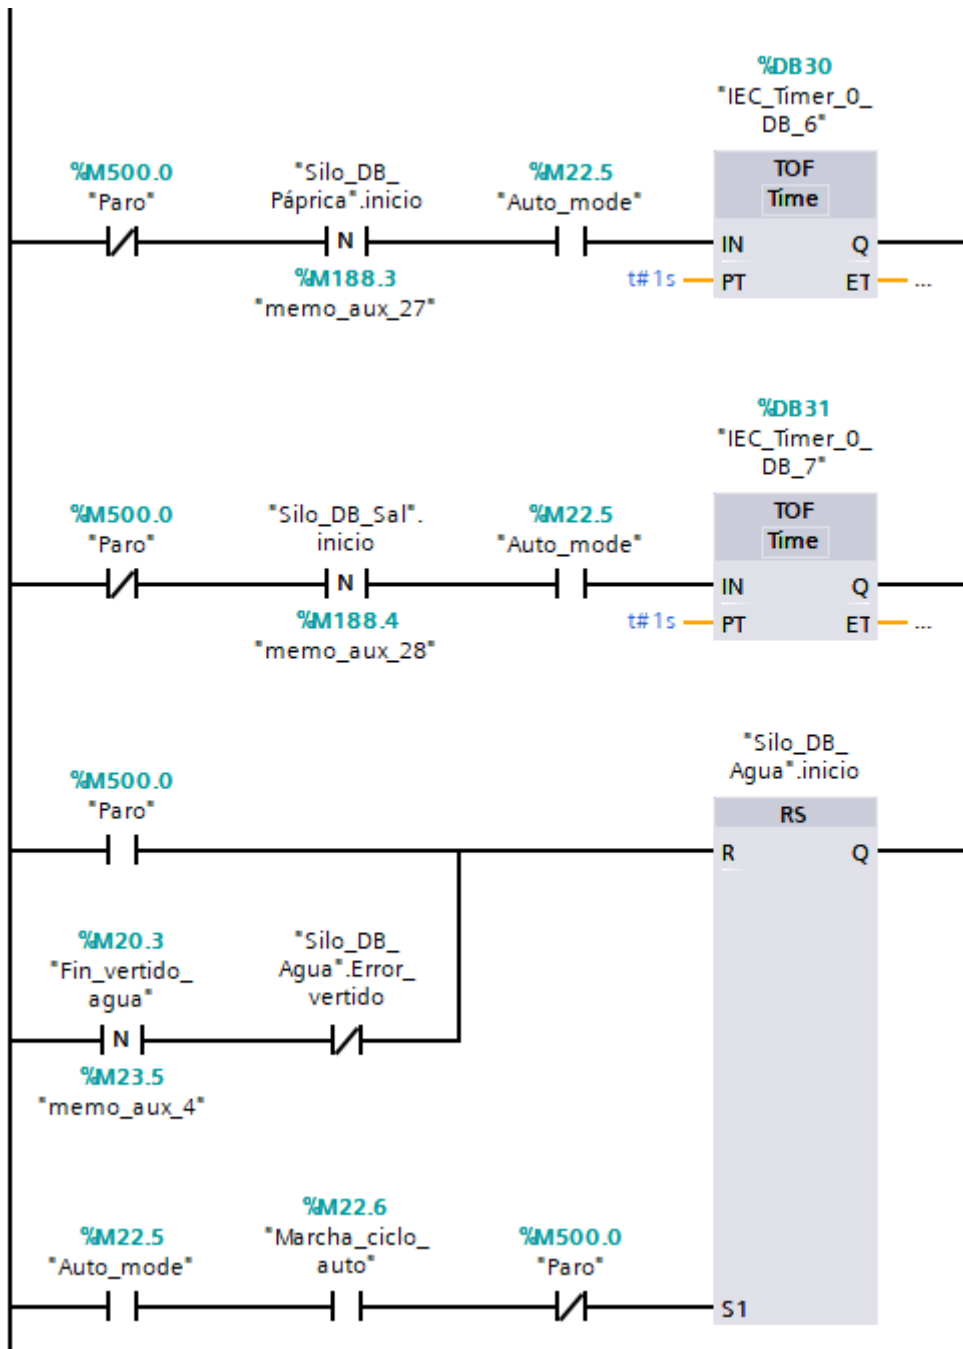 %DB30
"IEC_Timer_0_
DB_6"
%M500.0
"Paro"
"Silo_DB_
Páprica".inicio
%M22.5
"Auto_mode"
TOF
Time
N
IN
Q
%M188.3
"memo_aux_27"
t#1s
PT
ET
...
%DB31
"IEC_Timer_0_
DB_7"
%M500.0
"Paro"
"Silo_DB_Sal".
inicio
%M22.5
"Auto_mode"
TOF
Time
N
IN
Q
%M188.4
"memo_aux_28"
t#1s
PT
ET
...
"Silo_DB_
Agua".inicio
%M500.0
"Paro"
RS
R
Q
%M20.3
"Fin_vertido_
agua"
"Silo_DB_
Agua".Error_
vertido
N
%M23.5
"memo_aux_4"
%M22.5
"Auto_mode"
%M22.6
"Marcha_ciclo_
auto"
%M500.0
"Paro"
S1